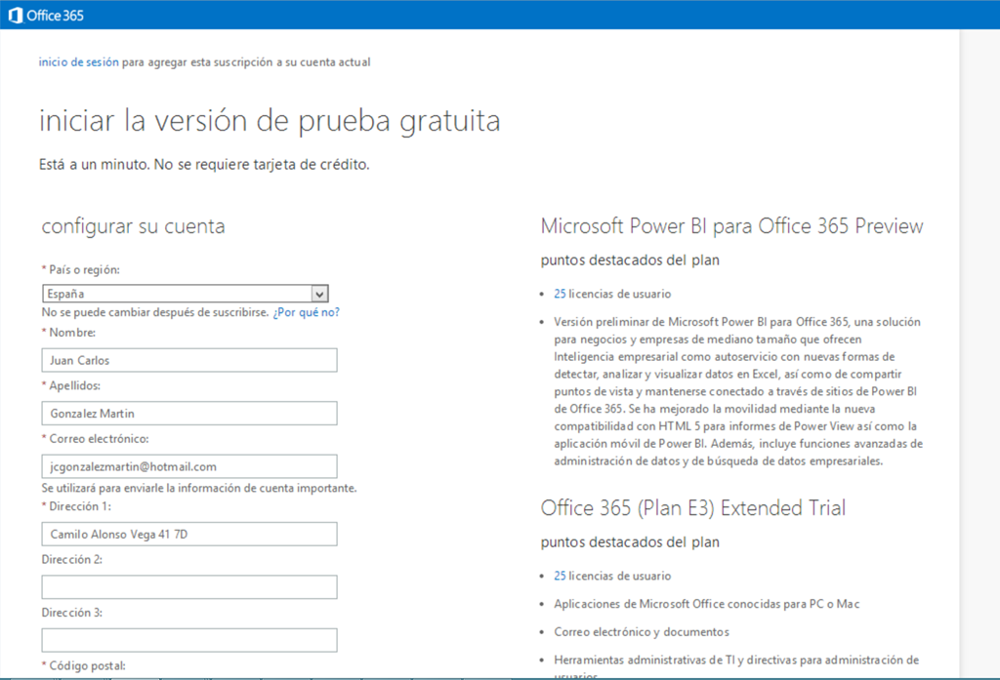 Office 365
inicio de sesión para agregar esta suscripción a su cuenta actual
iniciar la versión de prueba gratuita
Está a un minuto. No se requiere tarjeta de crédito.
configurar su cuenta
* País o región:
España
No se puede cambiar después de suscribirse. ¿Por qué no?
* Nombre:
Juan Carlos
* Apellidos:
Gonzalez Martin
* Correo electrónico:
jcgonzalezmartin@hotmail.com
Se utilizará para enviarle la información de cuenta importante.
* Dirección 1:
Camilo Alonso Vega 41 7D
Dirección 2:
Dirección 3:
* Código postal:
Microsoft Power BI para Office 365 Preview
puntos destacados del plan
• 25 licencias de usuario
• Versión preliminar de Microsoft Power BI para Office 365, una solución
para negocios y empresas de mediano tamaño que ofrecen
Inteligencia empresarial como autoservicio con nuevas formas de
detectar, analizar y visualizar datos en Excel, así como de compartir
puntos de vista y mantenerse conectado a través de sitios de Power BI
de Office 365. Se ha mejorado la movilidad mediante la nueva
compatibilidad con HTML 5 para informes de Power View así como la
aplicación móvil de Power BI. Además, incluye funciones avanzadas de
administración de datos y de búsqueda de datos empresariales.
Office 365 (Plan E3) Extended Trial
puntos destacados del plan
• 25 licencias de usuario
• Aplicaciones de Microsoft Office conocidas para PC o Mac
• Correo electrónico y documentos
• Herramientas administrativas de TI y directivas para administración de
usuarios